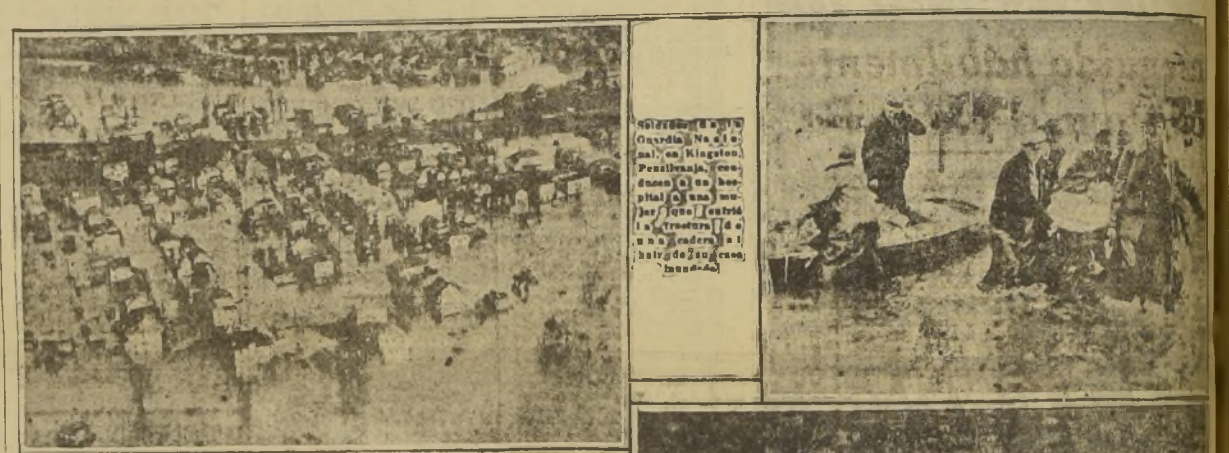 Soldados de la
Guardia Nacio-
nal, en Kingston,
Pensilvania, con-
ducen a un hos-
pital a una mu-
jer que sufrió
la fractura de
una cadera al
huir de su casa
inundada